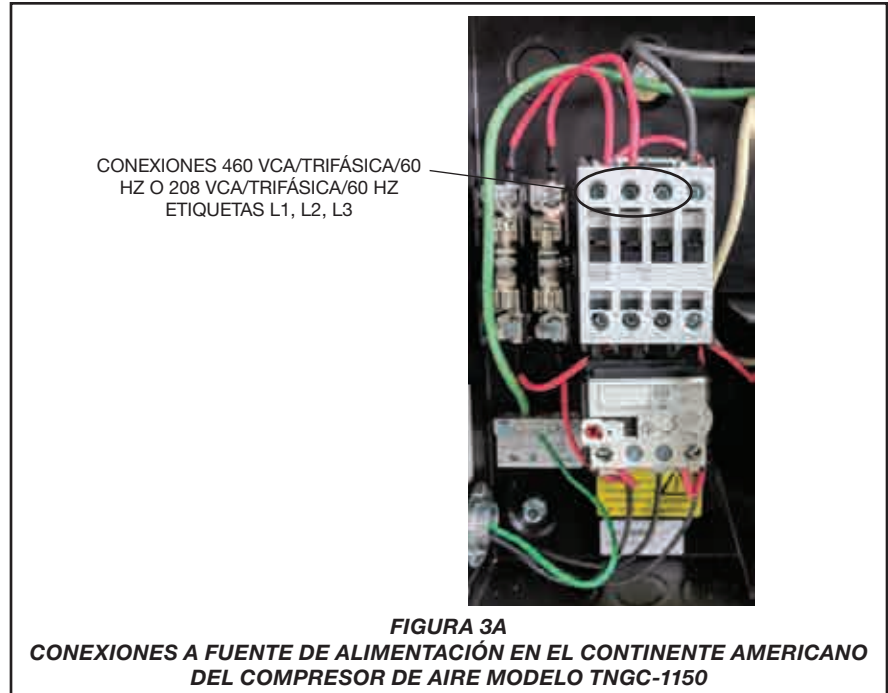 CONEXIONES 460 VCA/TRIFÁSICA/60
HZ O 208 VCA/TRIFÁSICA/60 HZ
ETIQUETAS L1, L2, L3
FIGURA 3A
CONEXIONES A FUENTE DE ALIMENTACIÓN EN EL CONTINENTE AMERICANO
DEL COMPRESOR DE AIRE MODELO TNGC-1150